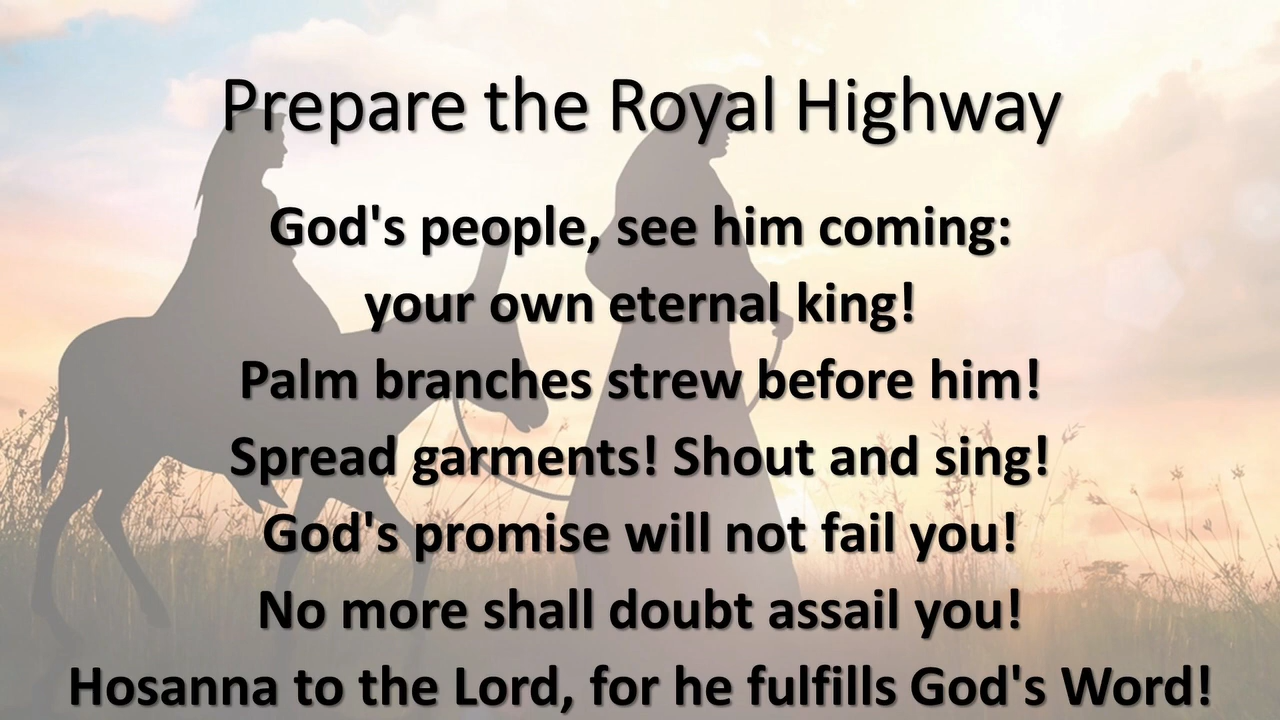 Prepare the Royal Highway
God's people, see him coming:
your own eternal king!
Palm branches strew before him!
Spread garments! Shout and sing!
God's promise will not fail you!
No more shall doubt assail you!
Hosanna to the Lord, for he fulfills God's Word!